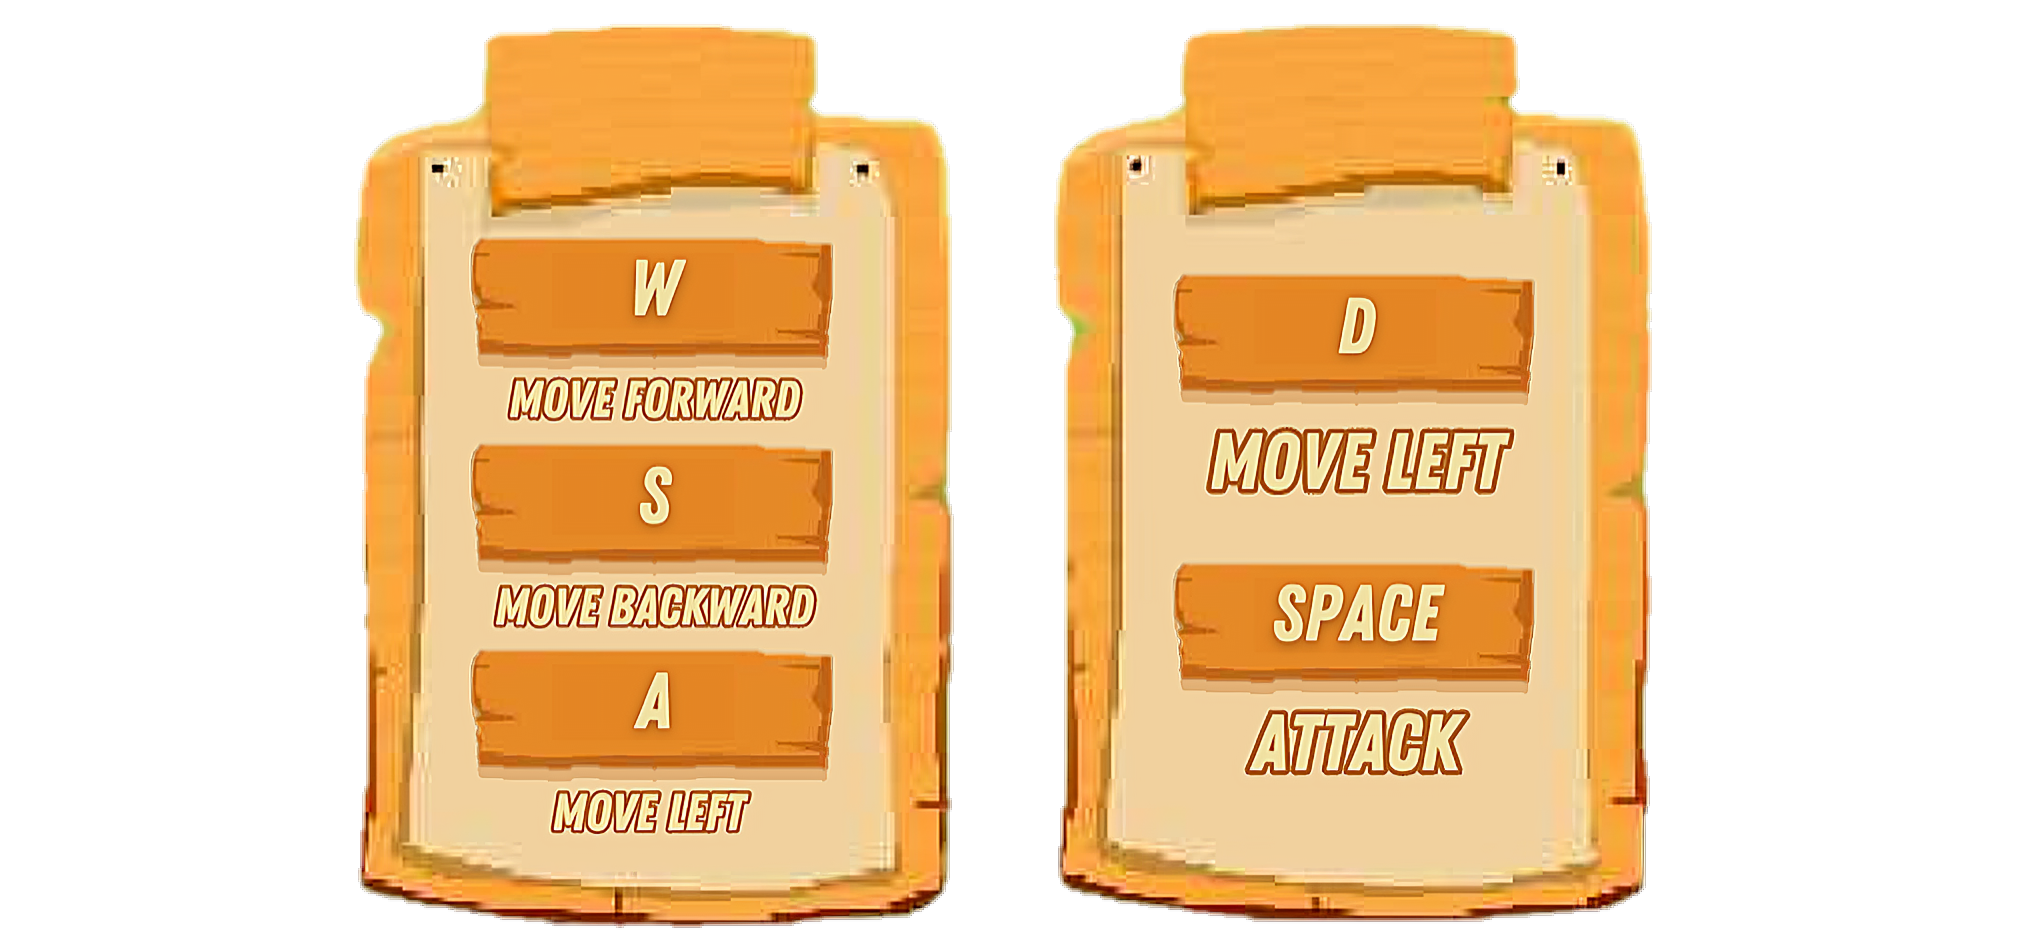 W
MOVE FORWARD
S
MOVE BACKWARD
A
MOVE LEFT
D
MOVE LEFT
SPACE
ATTACK